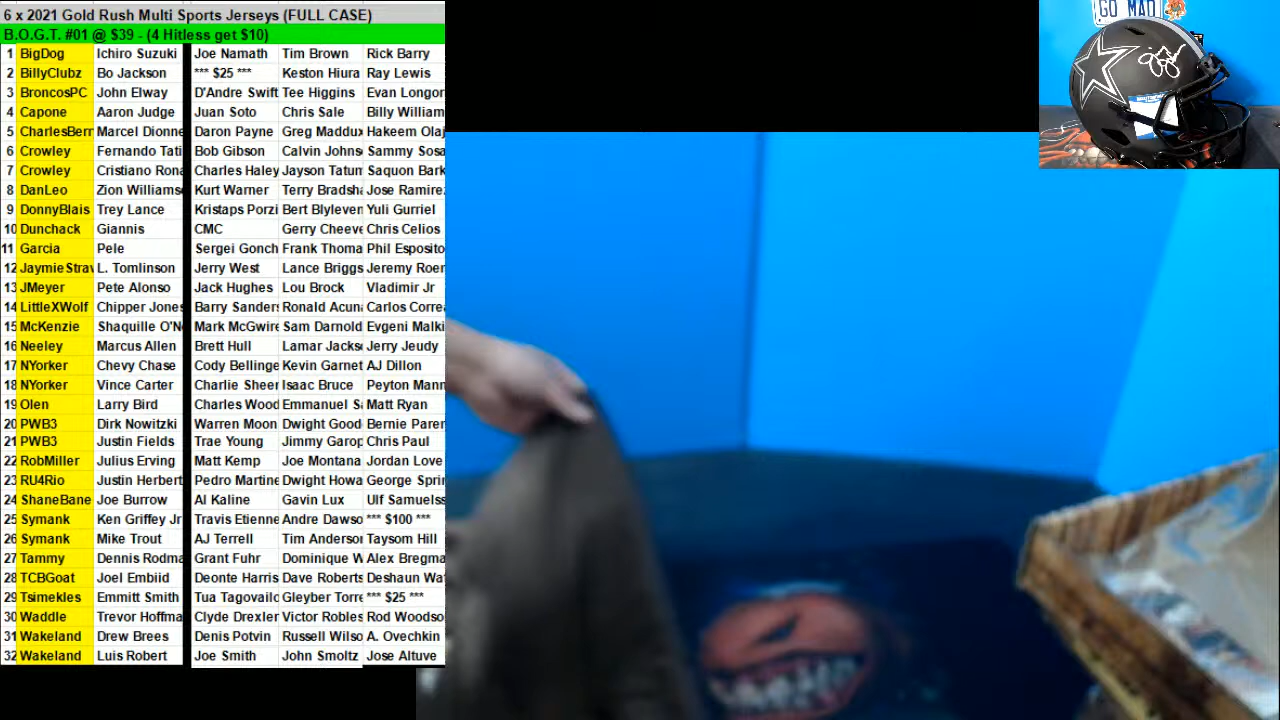 6 x 2021 Gold Rush Multi Sports Jerseys (FULL CASE)
B.O.G.T. #01 @ $39 - (4 Hitless get $10)
1 BigDog Ichiro Suzuki Joe Namath Tim Brown Rick Barry
2 BillyClubz Bo Jackson *** $25 *** Keston Hiura Ray Lewis
3 BroncosPC John Elway D'Andre Swift Tee Higgins Evan Longor
4 Capone Aaron Judge Juan Soto Chris Sale Billy William
5 CharlesBerr Marcel Dionne Daron Payne Greg Maddux Hakeem Olaj
6 Crowley Fernando Tati Bob Gibson Calvin Johns Sammy Sosa
7 Crowley Cristiano Rona Charles Haley Jayson Tatum Saquon Bark
8 DanLeo Zion Williams Kurt Warner Terry Bradsha Jose Ramirez
9 DonnyBlais Trey Lance Kristaps Porzi Bert Blyleven Yuli Gurriel
10 Dunchack Giannis CMC Gerry Cheeve Chris Celios
11 Garcia Pele Sergei Gonch Frank Thoma Phil Esposito
12 JaymieStraw L. Tomlinson Jerry West Lance Briggs Jeremy Roer
13 JMeyer Pete Alonso Jack Hughes Lou Brock Vladimir Jr
14 LittleXWolf Chipper Jones Barry Sanders Ronald Acuna Carlos Correa
15 McKenzie Shaquille O'N Mark McGwire Sam Darnold Evgeni Malki
16 Neeley Marcus Allen Brett Hull Lamar Jackso Jerry Jeudy
17 NYorker Chevy Chase Cody Bellinge Kevin Garnet AJ Dillon
18 NYorker Vince Carter Charlie Sheer Isaac Bruce Peyton Mann
19 Olen Larry Bird Charles Wood Emmanuel Sa Matt Ryan
20 PWB3 Dirk Nowitzki Warren Moon Dwight Good Bernie Parer
21 PWB3 Justin Fields Trae Young Jimmy Garop Chris Paul
22 RobMiller Julius Erving Matt Kemp Joe Montana Jordan Love
23 RU4Rio Justin Herbert Pedro Martine Dwight Howa George Sprin
24 ShaneBane Joe Burrow Al Kaline Gavin Lux Ulf Samuelss
25 Symank Ken Griffey Jr Travis Etienne Andre Dawso *** $100 ***
26 Symank Mike Trout AJ Terrell Tim Anderson Taysom Hill
27 Tammy Dennis Rodma Grant Fuhr Dominique W Alex Bregma
28 TCBGoat Joel Embiid Deonte Harris Dave Roberts Deshaun Wat
29 Tsimekles Emmitt Smith Tua Tagovailo Gleyber Torre *** $25 ***
30 Waddle Trevor Hoffma Clyde Drexler Victor Robles Rod Woodso
31 Wakeland Drew Brees Denis Potvin Russell Wilso A. Ovechkin
32 Wakeland Luis Robert Joe Smith John Smoltz Jose Altuve
GO MAD